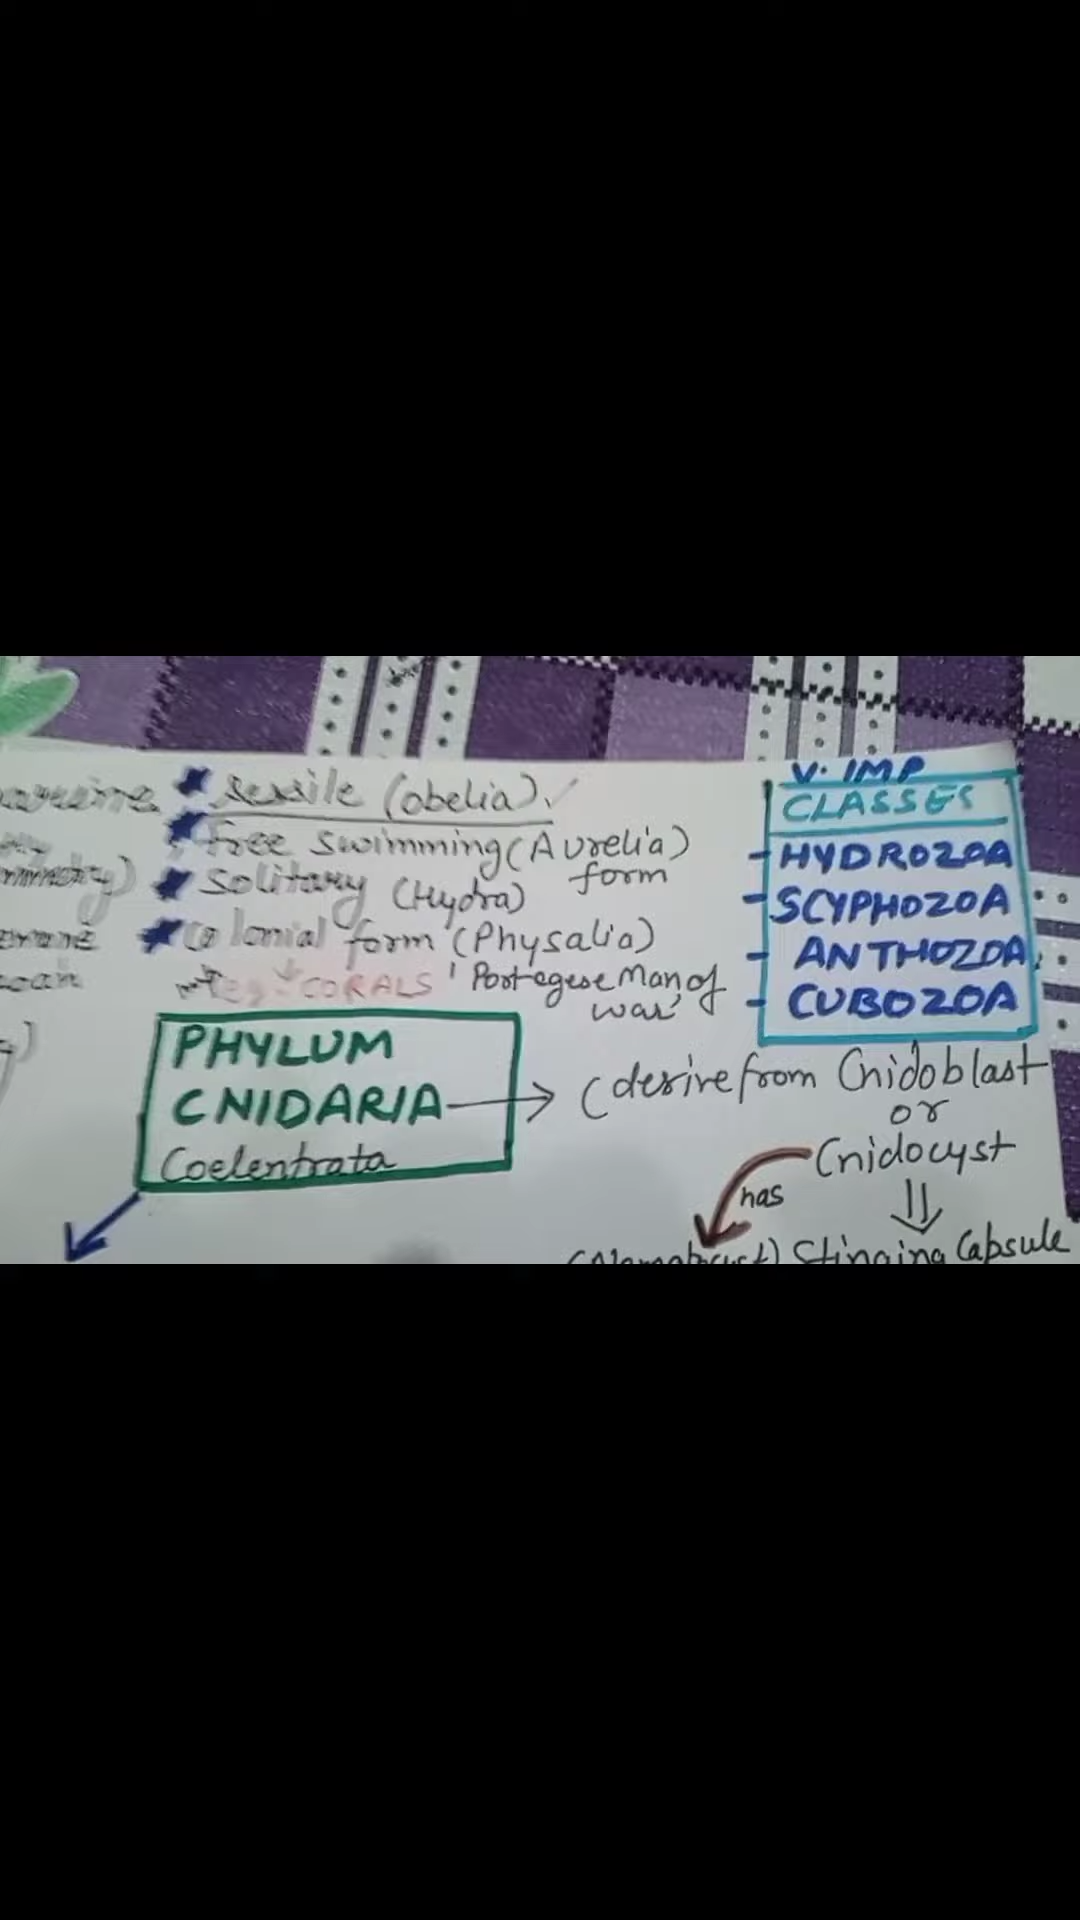 ★ sessile (obelia).
★ free swimming (Aurelia)
form
★ Solitary (Hydra)
★ Colonial form (Physalia)
eg:- CORALS 'Portegese Man of
war'
V. IMP
CLASSES
- HYDROZOA
- SCYPHOZOA
- ANTHOZOA
- CUBOZOA
PHYLUM
CNIDARIA → (derive from Cnidoblast
Coelentrata
or
Cnidocyst
has
Stinging Capsule